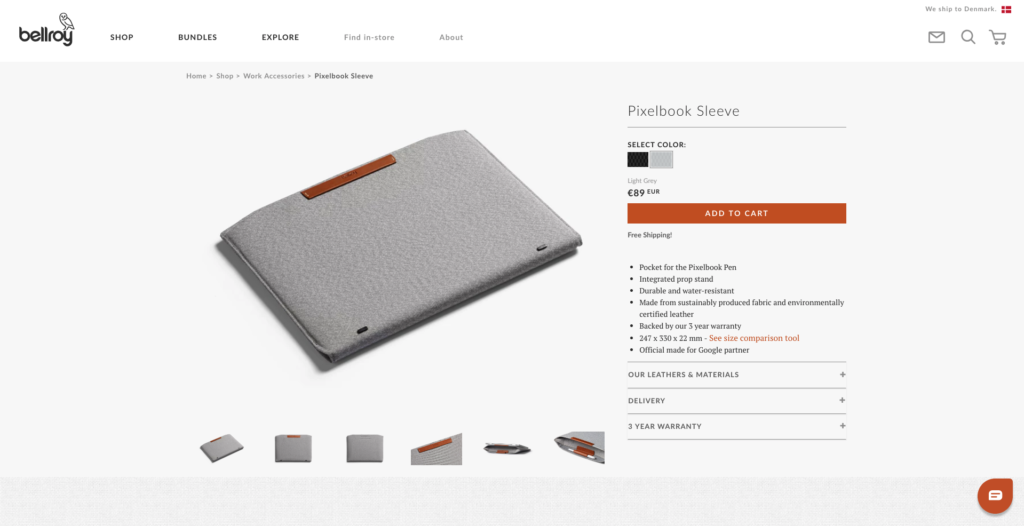 We ship to Denmark.
bellroy
SHOP
BUNDLES
EXPLORE
Find in-store
About
Home > Shop > Work Accessories > Pixelbook Sleeve
Pixelbook Sleeve
SELECT COLOR:
Light Grey
€89 EUR
ADD TO CART
Free Shipping!
Pocket for the Pixelbook Pen
Integrated prop stand
Durable and water-resistant
Made from sustainably produced fabric and environmentally
certified leather
Backed by our 3 year warranty
247 x 330 x 22 mm - See size comparison tool
Official made for Google partner
OUR LEATHERS & MATERIALS +
DELIVERY +
3 YEAR WARRANTY +